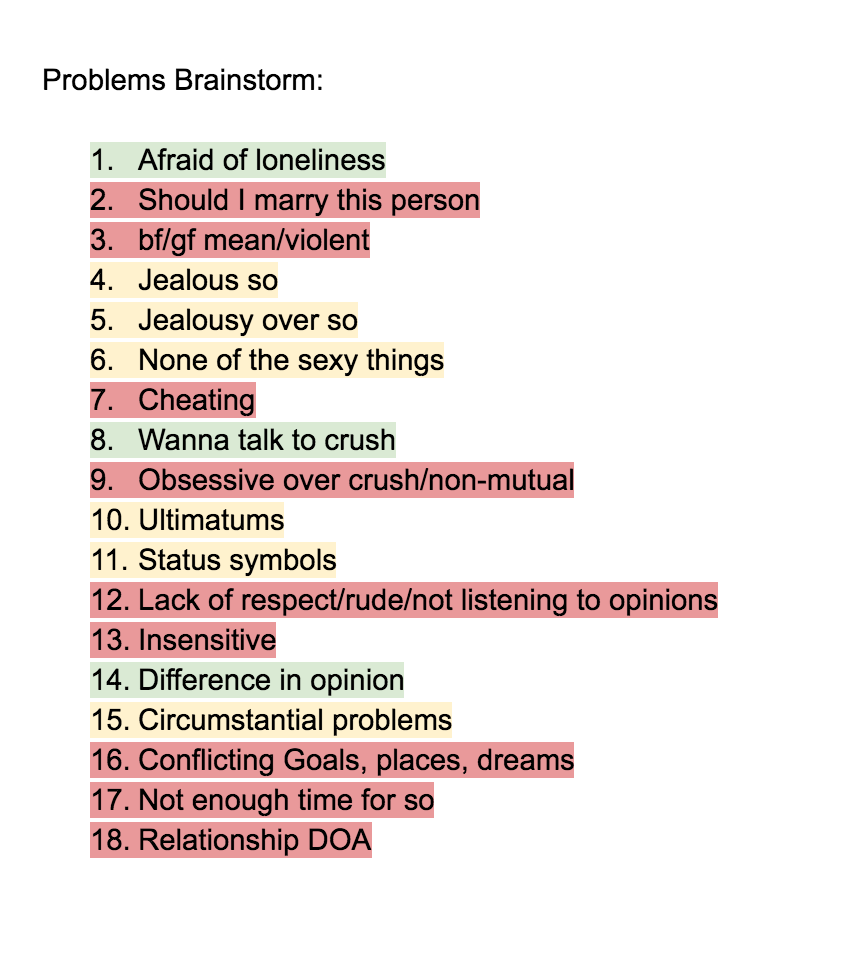 Problems Brainstorm:
1. Afraid of loneliness
2. Should I marry this person
3. bf/gf mean/violent
4. Jealous so
5. Jealousy over so
6. None of the sexy things
7. Cheating
8. Wanna talk to crush
9. Obsessive over crush/non-mutual
10. Ultimatums
11. Status symbols
12. Lack of respect/rude/not listening to opinions
13. Insensitive
14. Difference in opinion
15. Circumstantial problems
16. Conflicting Goals, places, dreams
17. Not enough time for so
18. Relationship DOA